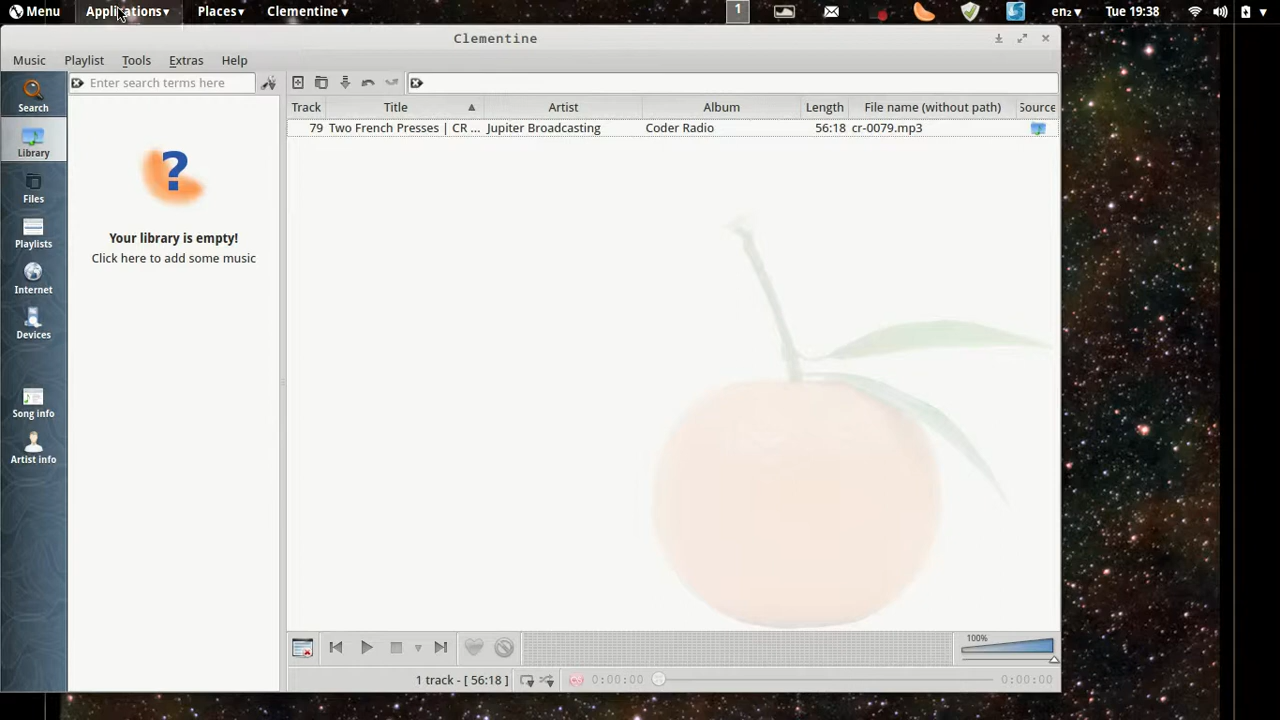 Menu Applications▾ Places▾ Clementine ▾ 1 en₂▾ Tue 19:38
Clementine
Music Playlist Tools Extras Help
Enter search terms here
Search
Library
Files
Playlists
Internet
Devices
Song info
Artist info
Your library is empty!
Click here to add some music
Track Title Artist Album Length File name (without path) Source
79 Two French Presses | CR ... Jupiter Broadcasting Coder Radio 56:18 cr-0079.mp3
100%
1 track - [ 56:18 ] 0:00:00 0:00:00